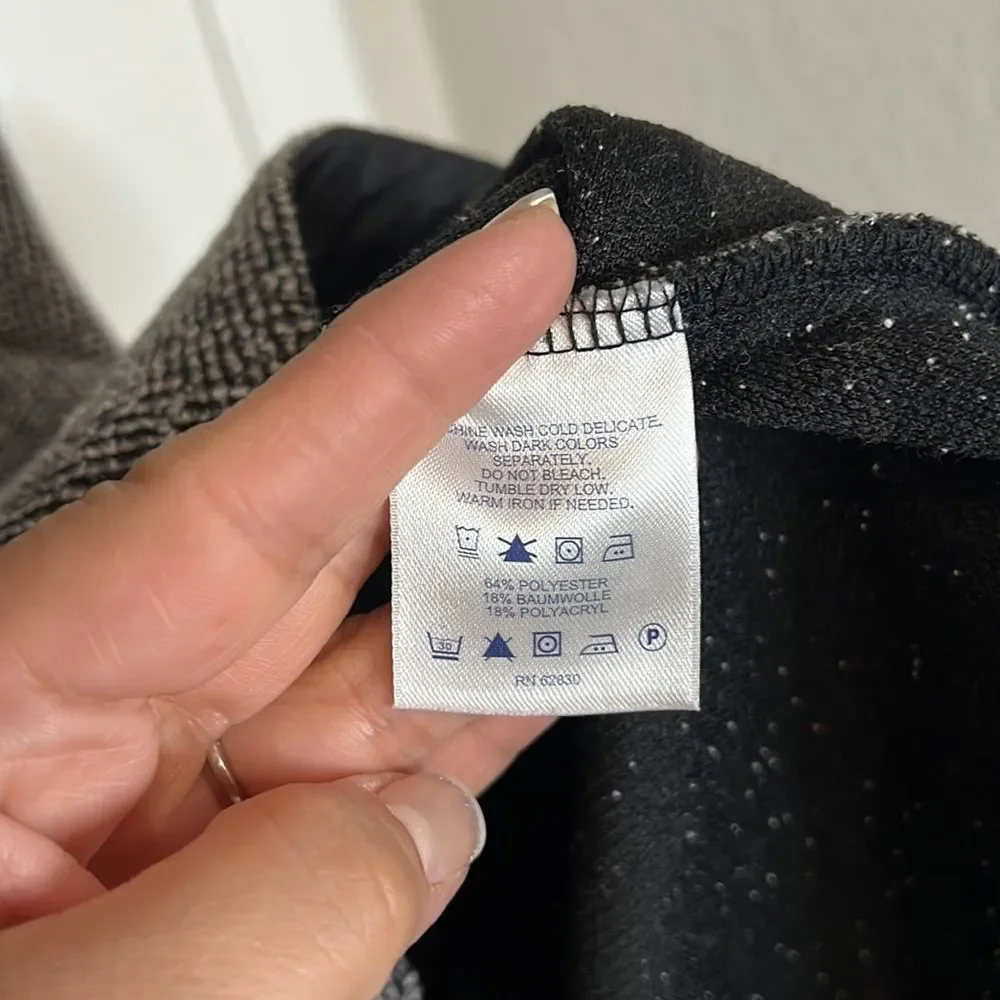 HINE WASH COLD DELICATE.
WASH DARK COLORS
SEPARATELY.
DO NOT BLEACH.
TUMBLE DRY LOW.
WARM IRON IF NEEDED.
64% POLYESTER
18% BAUMWOLLE
18% POLYACRYL
30 P
RN 62830